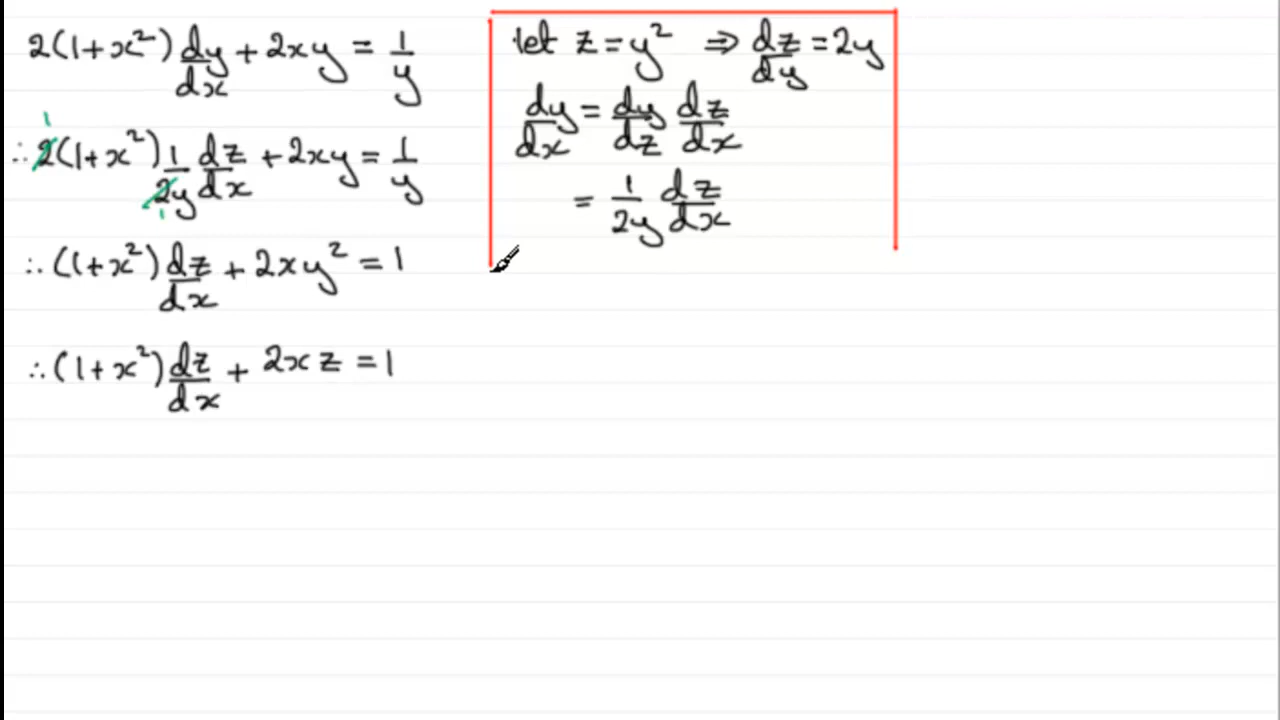 2(1+x²) dy/dx + 2xy = 1/y
∴ 2(1+x²) 1/2y dz/dx + 2xy = 1/y
1
1
∴ (1+x²) dz/dx + 2xy² = 1
∴ (1+x²) dz/dx + 2xz = 1
let z = y² ⇒ dz/dy = 2y
dy/dx = dy/dz dz/dx
= 1/2y dz/dx